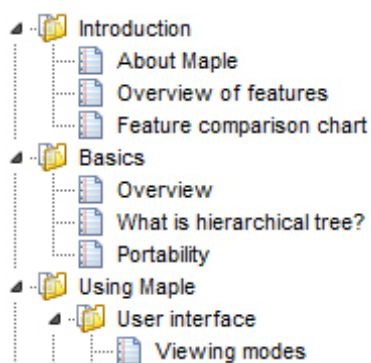 Introduction
About Maple
Overview of features
Feature comparison chart
Basics
Overview
What is hierarchical tree?
Portability
Using Maple
User interface
Viewing modes